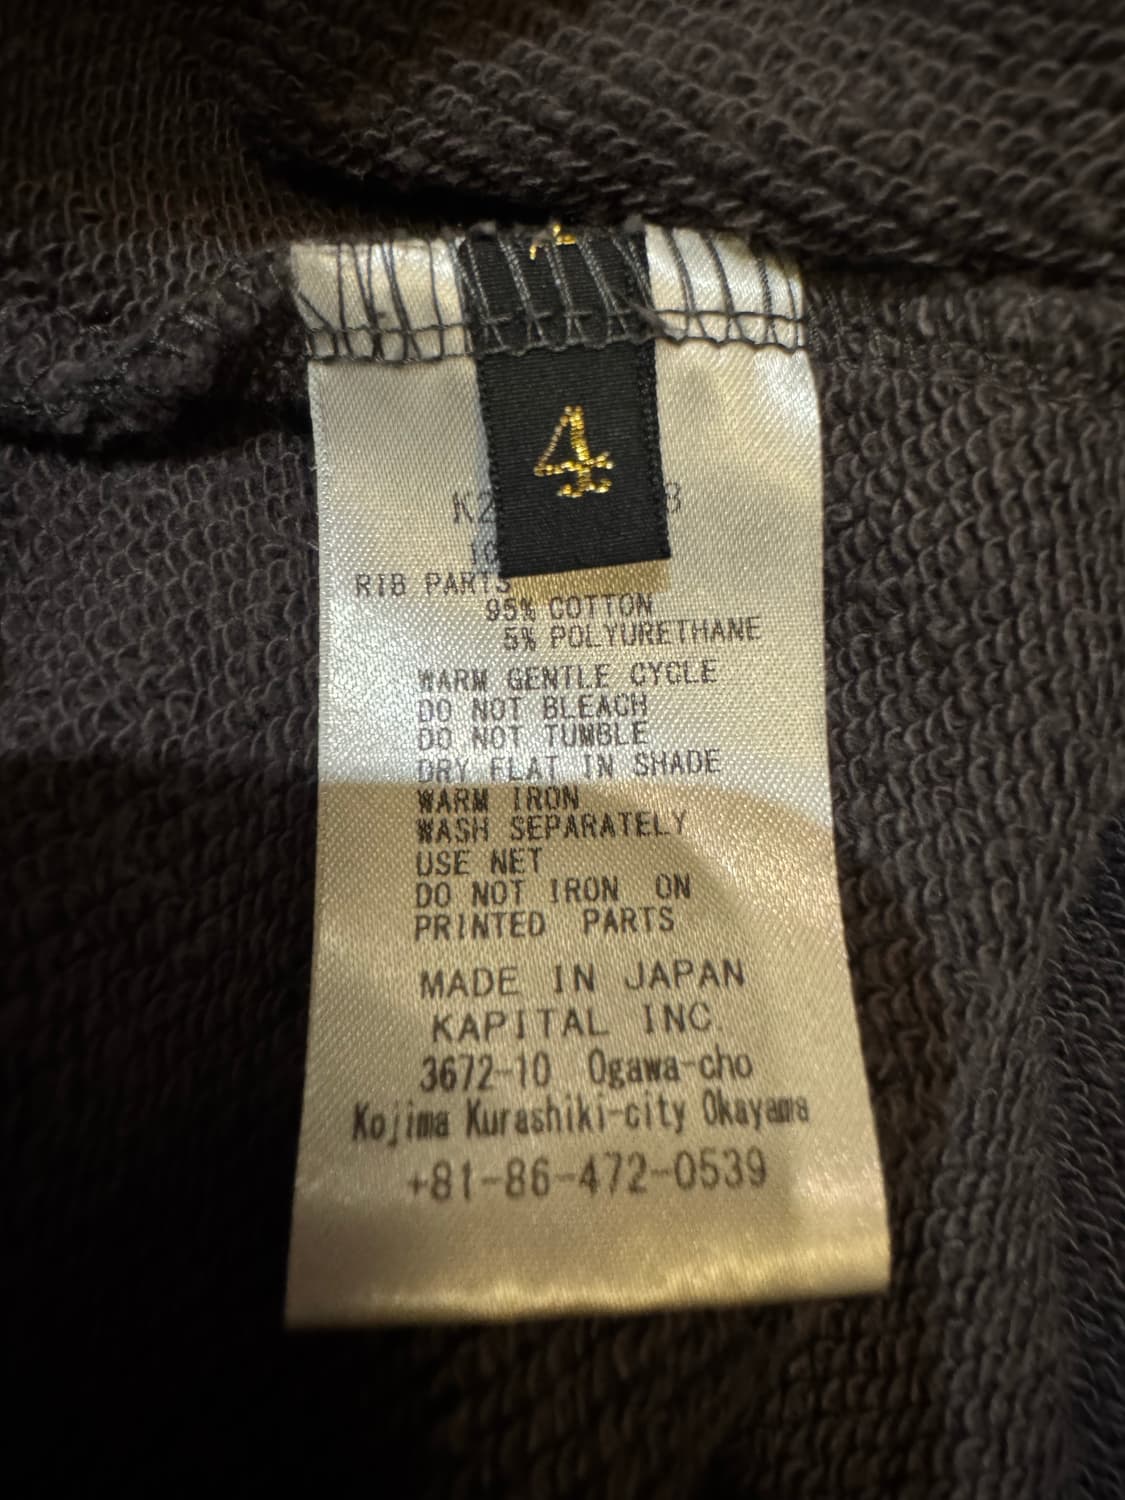 4
RIB PARTS
95% COTTON
5% POLYURETHANE
WARM GENTLE CYCLE
DO NOT BLEACH
DO NOT TUMBLE
DRY FLAT IN SHADE
WARM IRON
WASH SEPARATELY
USE NET
DO NOT IRON ON
PRINTED PARTS
MADE IN JAPAN
KAPITAL INC.
3672-10 Ogawa-cho
Kojima Kurashiki-city Okayama
+81-86-472-0539